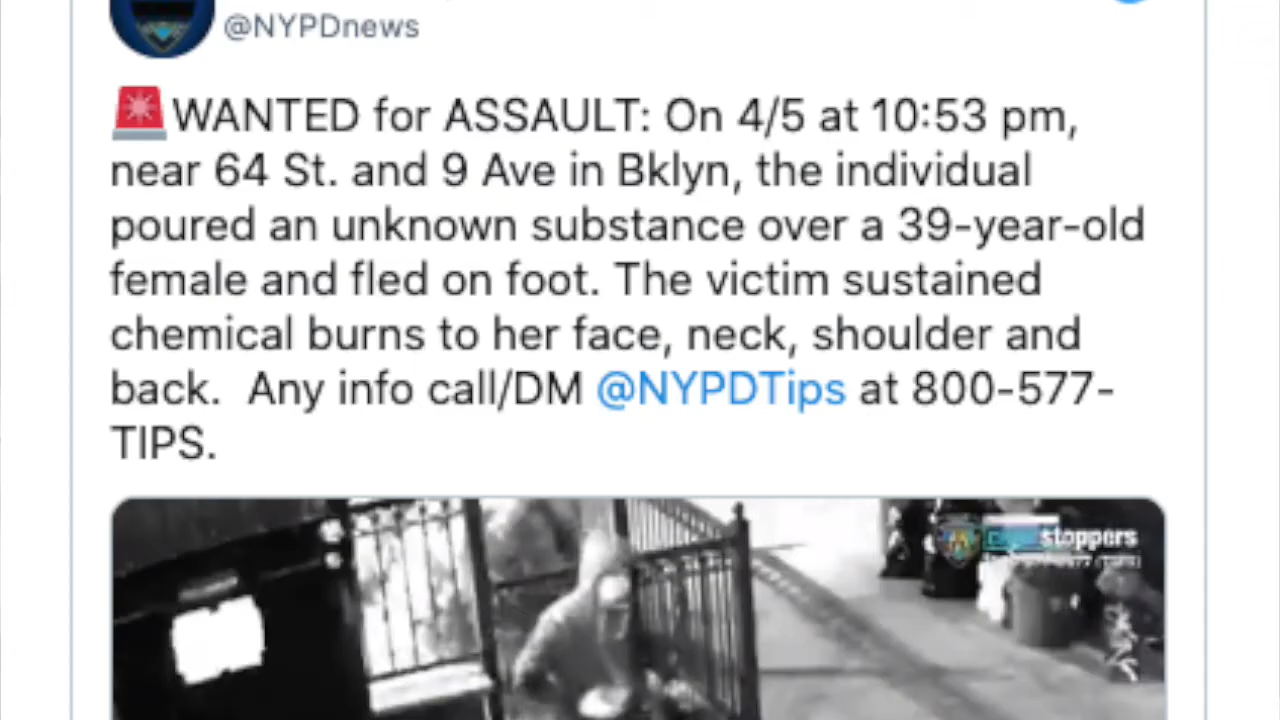 @NYPDnews
🚨WANTED for ASSAULT: On 4/5 at 10:53 pm,
near 64 St. and 9 Ave in Bklyn, the individual
poured an unknown substance over a 39-year-old
female and fled on foot. The victim sustained
chemical burns to her face, neck, shoulder and
back.  Any info call/DM @NYPDTips at 800-577-
TIPS.
stoppers